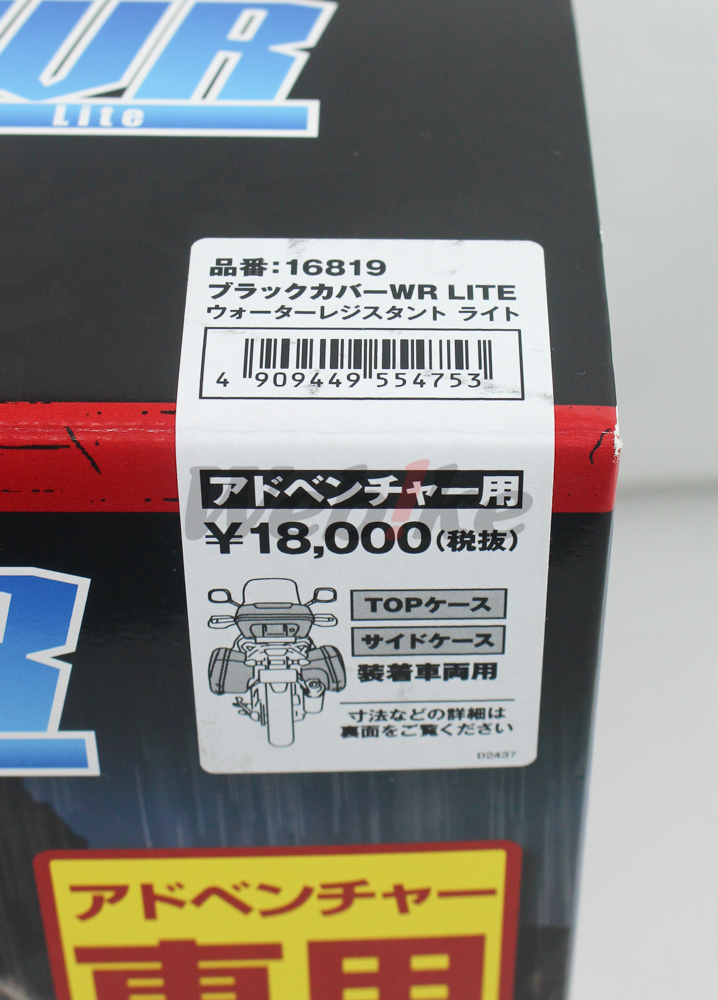 WR
Lite
品番:16819
ブラックカバーWR LITE
ウォーターレジスタント ライト
4 909449 554753
Webike
アドベンチャー用
¥18,000(税抜)
TOPケース
サイドケース
装着車両用
寸法などの詳細は
裏面をご覧ください
D2437
R
アドベンチャー
専用